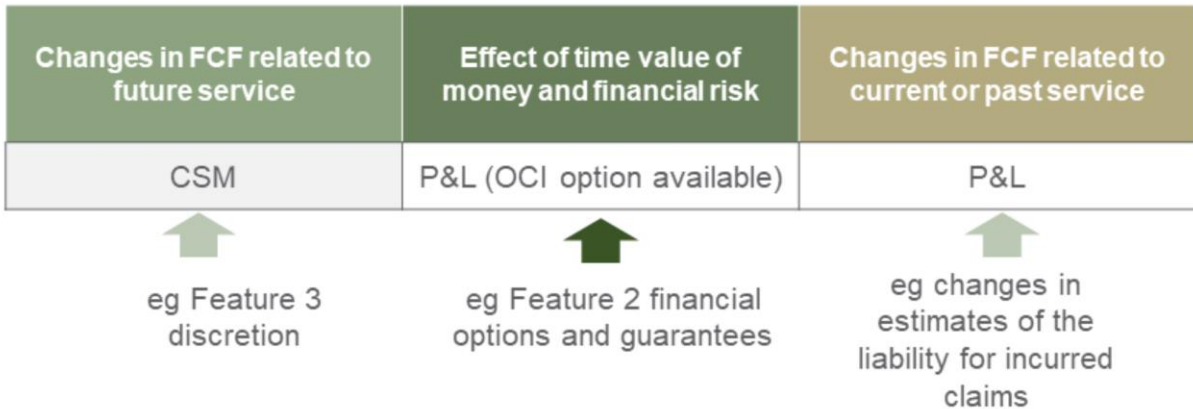 Changes in FCF related to
future service
Effect of time value of
money and financial risk
Changes in FCF related to
current or past service
CSM
P&L (OCI option available)
P&L
eg Feature 3
discretion
eg Feature 2 financial
options and guarantees
eg changes in
estimates of the
liability for incurred
claims